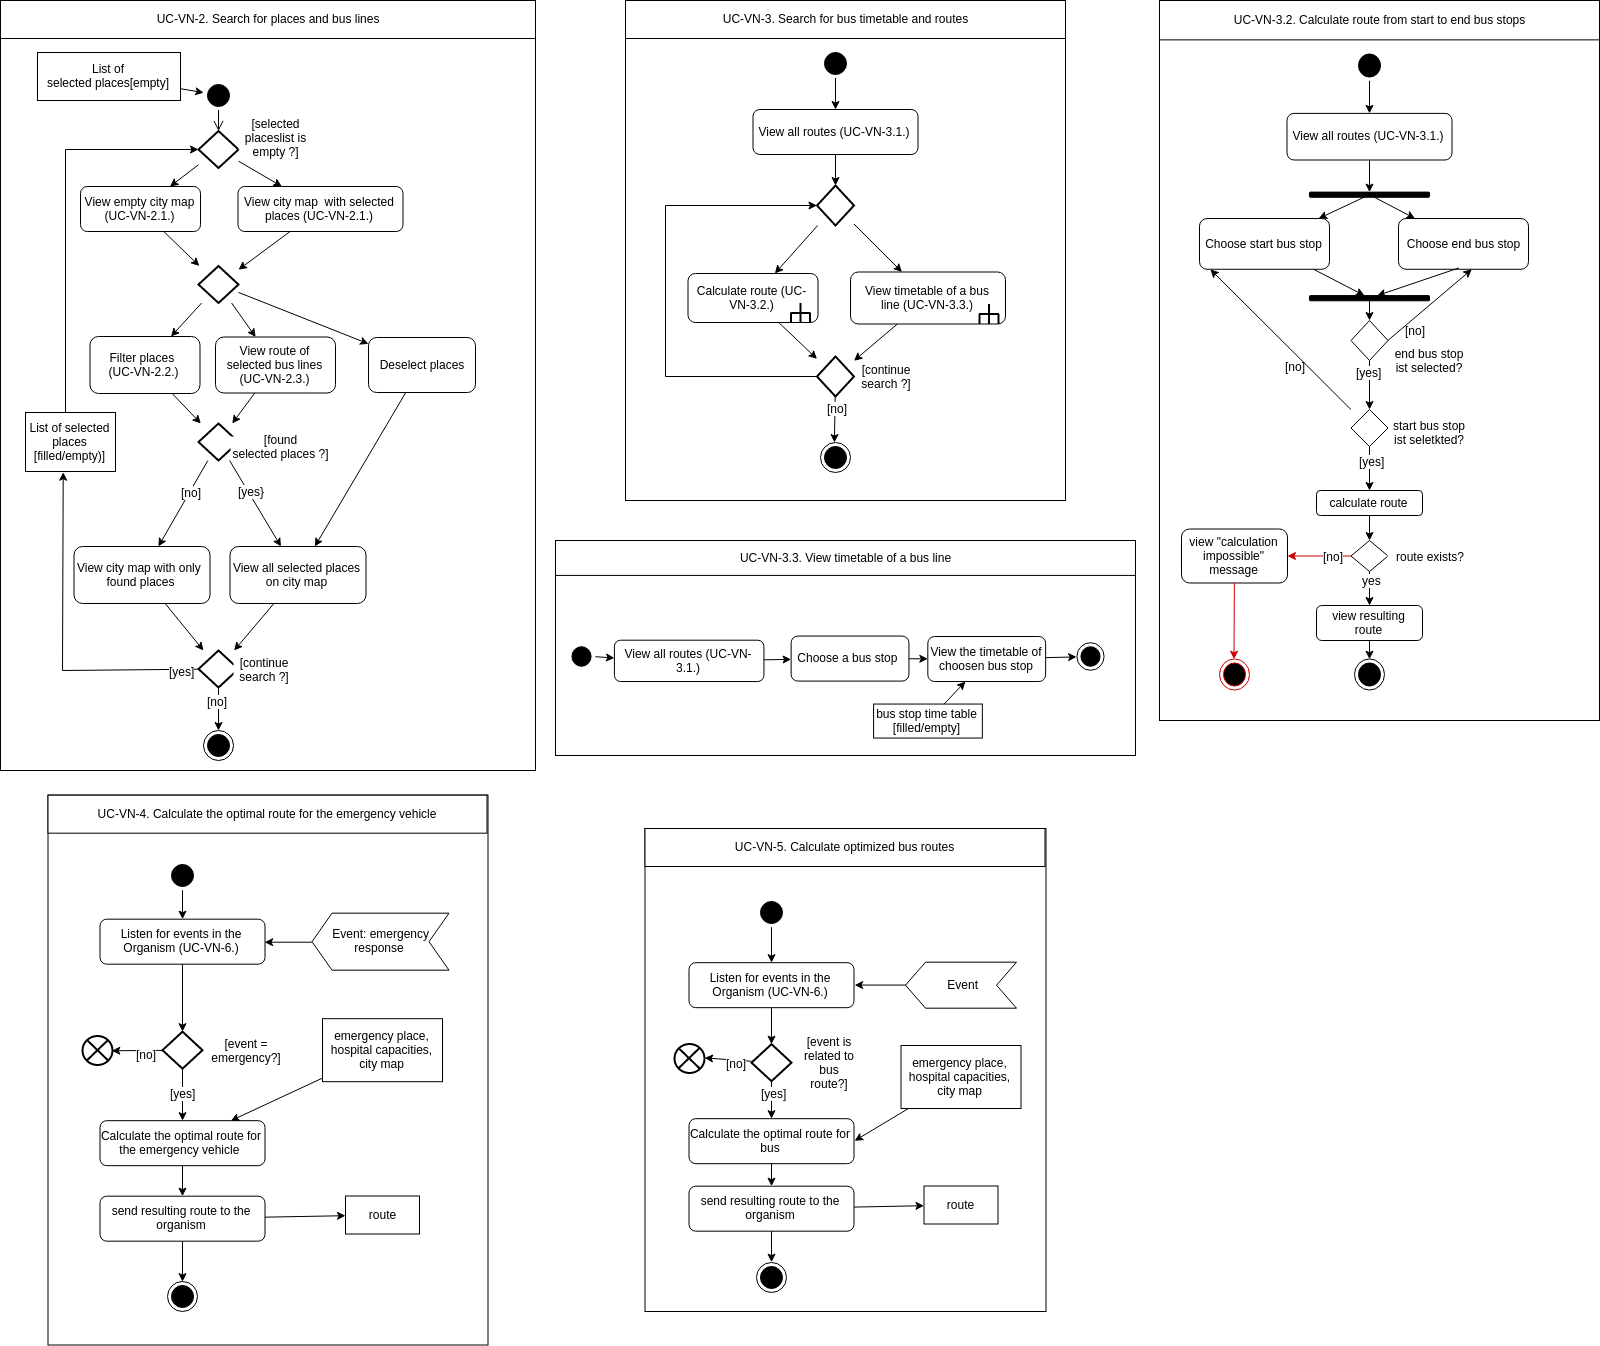 UC-VN-2. Search for places and bus lines
List of
selected places[empty]
[selected
placeslist is
empty ?]
View empty city map
(UC-VN-2.1.)
View city map  with selected
places (UC-VN-2.1.)
Filter places
(UC-VN-2.2.)
View route of
selected bus lines
(UC-VN-2.3.)
Deselect places
List of selected
places
[filled/empty)]
[found
selected places ?]
[no]
[yes}
View city map with only
found places
View all selected places
on city map
[continue
search ?]
[yes]
[no]
UC-VN-3. Search for bus timetable and routes
View all routes (UC-VN-3.1.)
Calculate route (UC-
VN-3.2.)
View timetable of a bus
line (UC-VN-3.3.)
[continue
search ?]
[no]
UC-VN-3.2. Calculate route from start to end bus stops
View all routes (UC-VN-3.1.)
Choose start bus stop
Choose end bus stop
[no]
end bus stop
ist selected?
[no]
[yes]
start bus stop
ist seletkted?
[yes]
calculate route
view "calculation
impossible"
message
[no]
route exists?
yes
view resulting
route
UC-VN-3.3. View timetable of a bus line
View all routes (UC-VN-
3.1.)
Choose a bus stop
View the timetable of
choosen bus stop
bus stop time table
[filled/empty]
UC-VN-4. Calculate the optimal route for the emergency vehicle
Listen for events in the
Organism (UC-VN-6.)
Event: emergency
response
[no]
[event =
emergency?]
emergency place,
hospital capacities,
city map
[yes]
Calculate the optimal route for
the emergency vehicle
send resulting route to the
organism
route
UC-VN-5. Calculate optimized bus routes
Listen for events in the
Organism (UC-VN-6.)
Event
[no]
[event is
related to
bus
route?]
emergency place,
hospital capacities,
city map
[yes]
Calculate the optimal route for
bus
send resulting route to the
organism
route